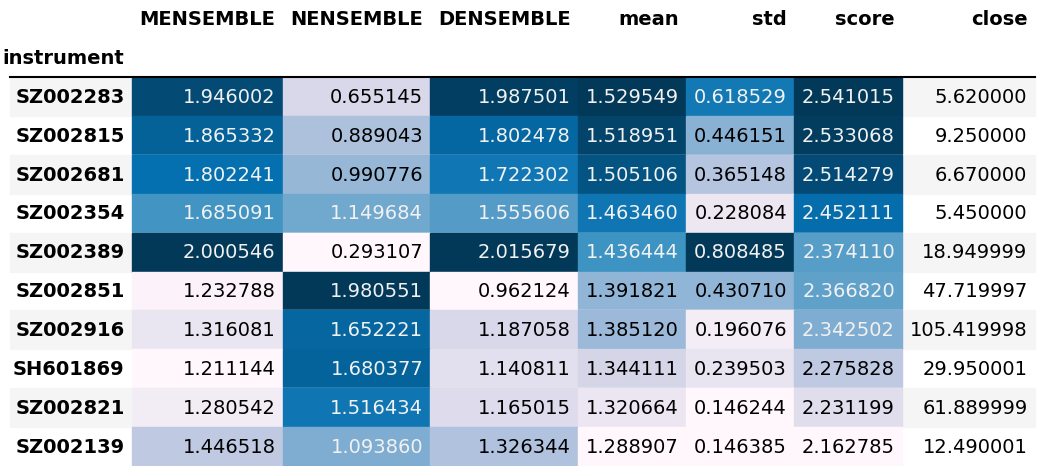 MENSEMBLE NENSEMBLE DENSEMBLE mean std score close
instrument
SZ002283 1.946002 0.655145 1.987501 1.529549 0.618529 2.541015 5.620000
SZ002815 1.865332 0.889043 1.802478 1.518951 0.446151 2.533068 9.250000
SZ002681 1.802241 0.990776 1.722302 1.505106 0.365148 2.514279 6.670000
SZ002354 1.685091 1.149684 1.555606 1.463460 0.228084 2.452111 5.450000
SZ002389 2.000546 0.293107 2.015679 1.436444 0.808485 2.374110 18.949999
SZ002851 1.232788 1.980551 0.962124 1.391821 0.430710 2.366820 47.719997
SZ002916 1.316081 1.652221 1.187058 1.385120 0.196076 2.342502 105.419998
SH601869 1.211144 1.680377 1.140811 1.344111 0.239503 2.275828 29.950001
SZ002821 1.280542 1.516434 1.165015 1.320664 0.146244 2.231199 61.889999
SZ002139 1.446518 1.093860 1.326344 1.288907 0.146385 2.162785 12.490001